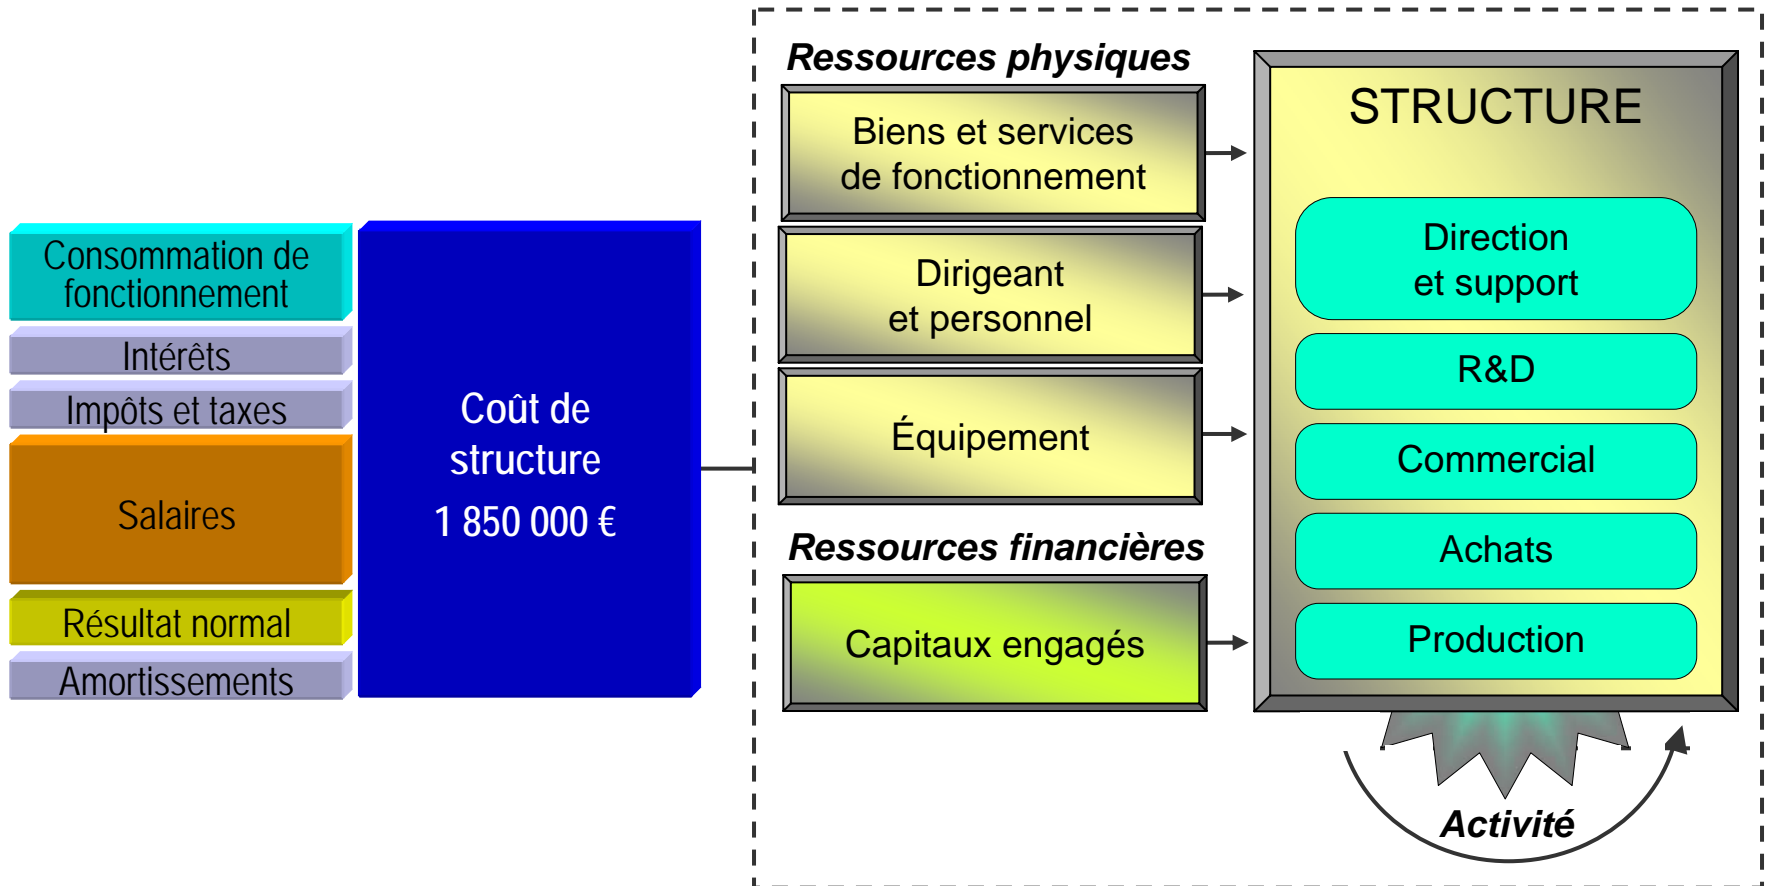 Consommation de
fonctionnement
Intérêts
Impôts et taxes
Salaires
Résultat normal
Amortissements
Coût de
structure
1 850 000 €
Ressources physiques
Biens et services
de fonctionnement
Dirigeant
et personnel
Équipement
Ressources financières
Capitaux engagés
STRUCTURE
Direction
et support
R&D
Commercial
Achats
Production
Activité